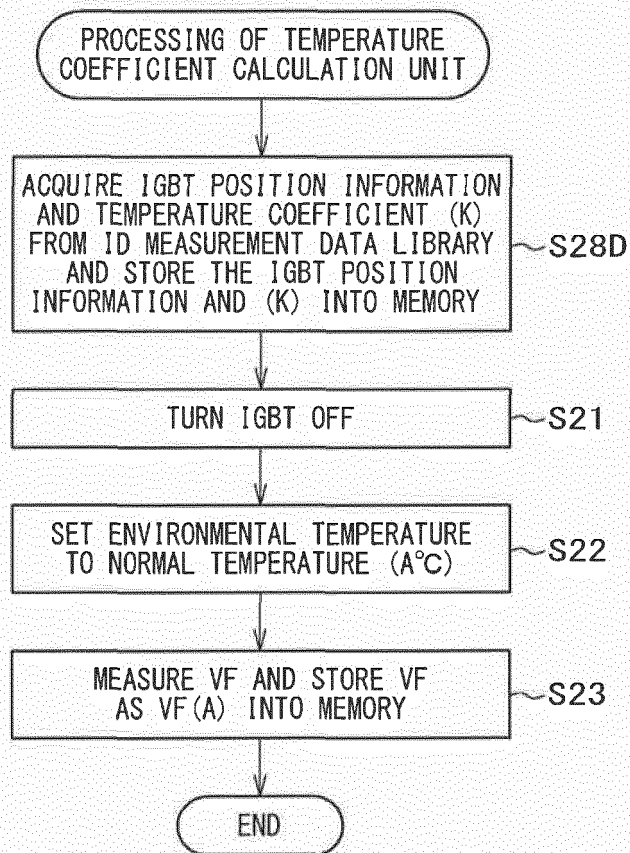 PROCESSING OF TEMPERATURE
COEFFICIENT CALCULATION UNIT
ACQUIRE IGBT POSITION INFORMATION
AND TEMPERATURE COEFFICIENT (K)
FROM ID MEASUREMENT DATA LIBRARY
AND STORE THE IGBT POSITION
INFORMATION AND (K) INTO MEMORY
S28D
TURN IGBT OFF
S21
SET ENVIRONMENTAL TEMPERATURE
TO NORMAL TEMPERATURE (A°C)
S22
MEASURE VF AND STORE VF
AS VF(A) INTO MEMORY
S23
END